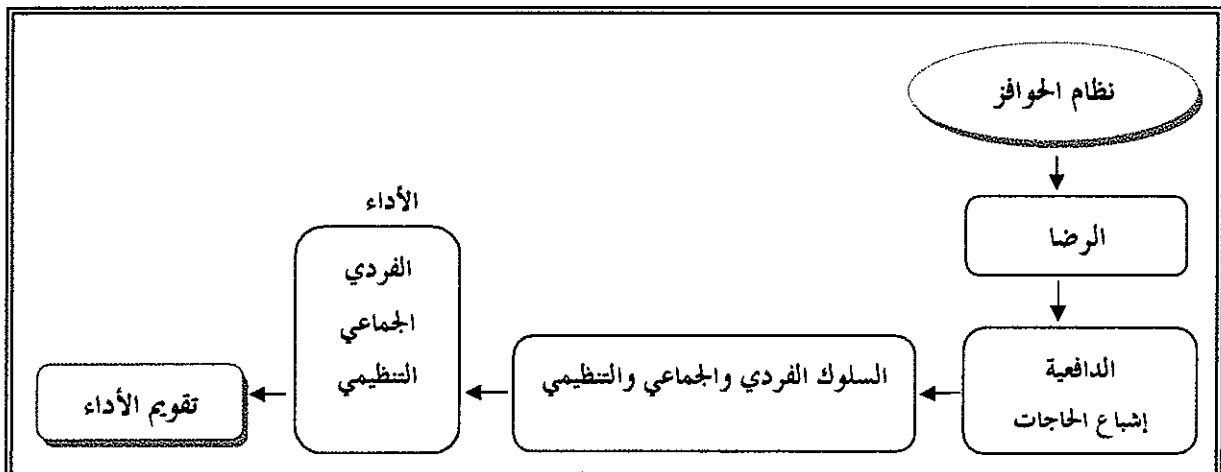 نظام الحوافز
الرضا
الدافعية
إشباع الحاجات
السلوك الفردي والجماعي والتنظيمي
الأداء
الفردي
الجماعي
التنظيمي
تقويم الأداء